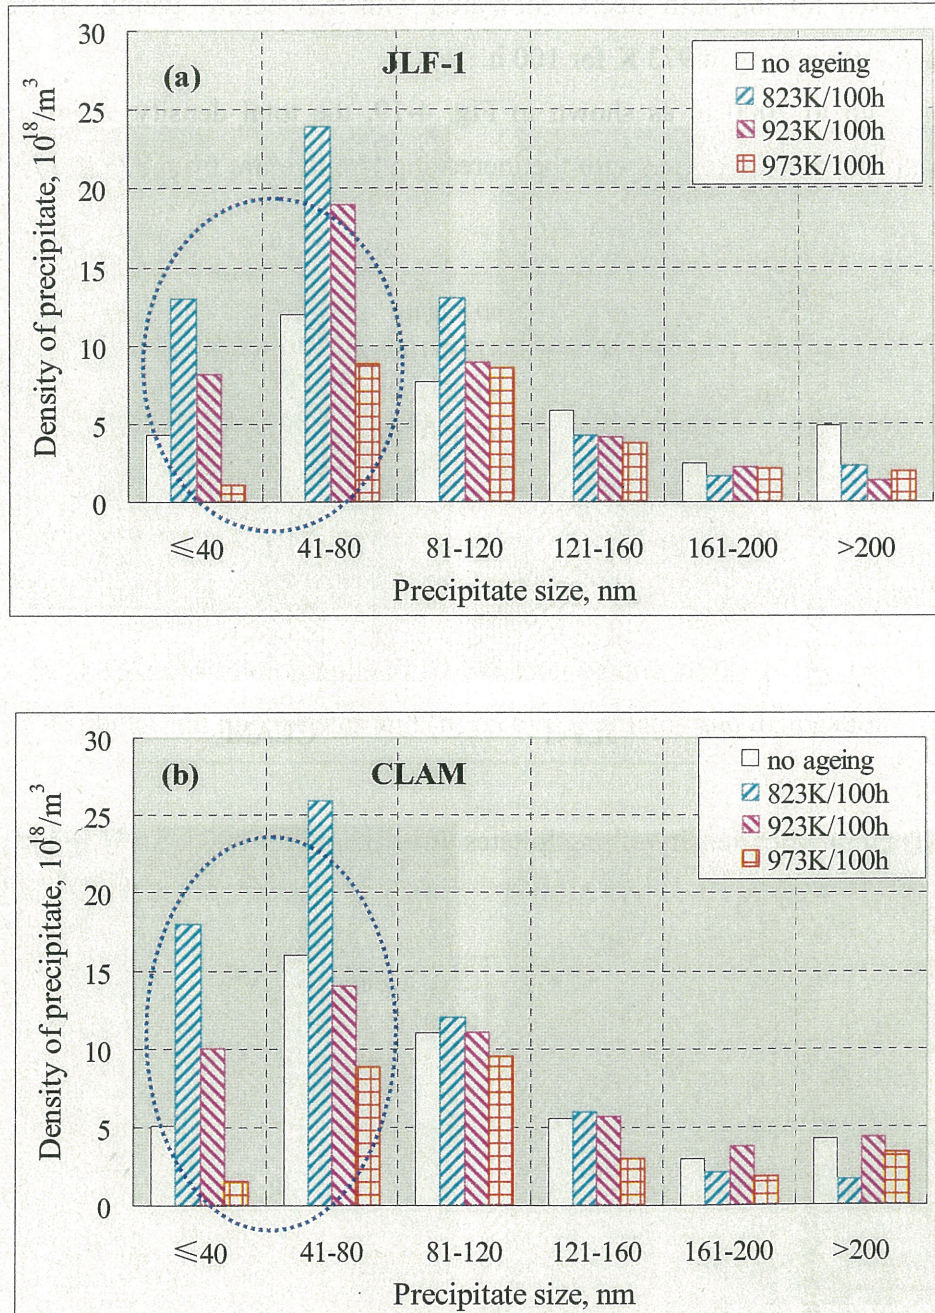 30
25
20
15
10
5
0
Density of precipitate, 10^18/m^3
(a) JLF-1
no ageing
823K/100h
923K/100h
973K/100h
≤40 41-80 81-120 121-160 161-200 >200
Precipitate size, nm
30
25
20
15
10
5
0
Density of precipitate, 10^18/m^3
(b) CLAM
no ageing
823K/100h
923K/100h
973K/100h
≤40 41-80 81-120 121-160 161-200 >200
Precipitate size, nm